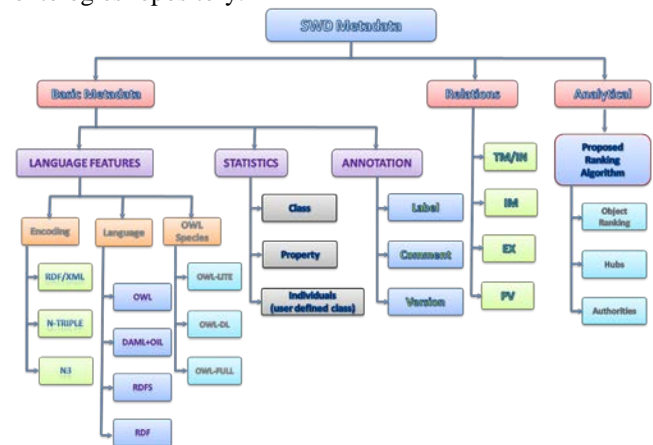 ontologies repository.
SWD Metadata
Basic Metadata
Relations
Analytical
LANGUAGE FEATURES
STATISTICS
ANNOTATION
TM/IN
Proposed
Ranking
Algorithm
Encoding
Language
OWL
Species
Class
Label
IM
Object
Ranking
RDF/XML
OWL
OWL-LITE
Property
Comment
EX
Hubs
N-TRIPLE
DAML+OIL
OWL-DL
Individuals
(user defined class)
Version
PV
Authorities
N3
RDFS
OWL-FULL
RDF